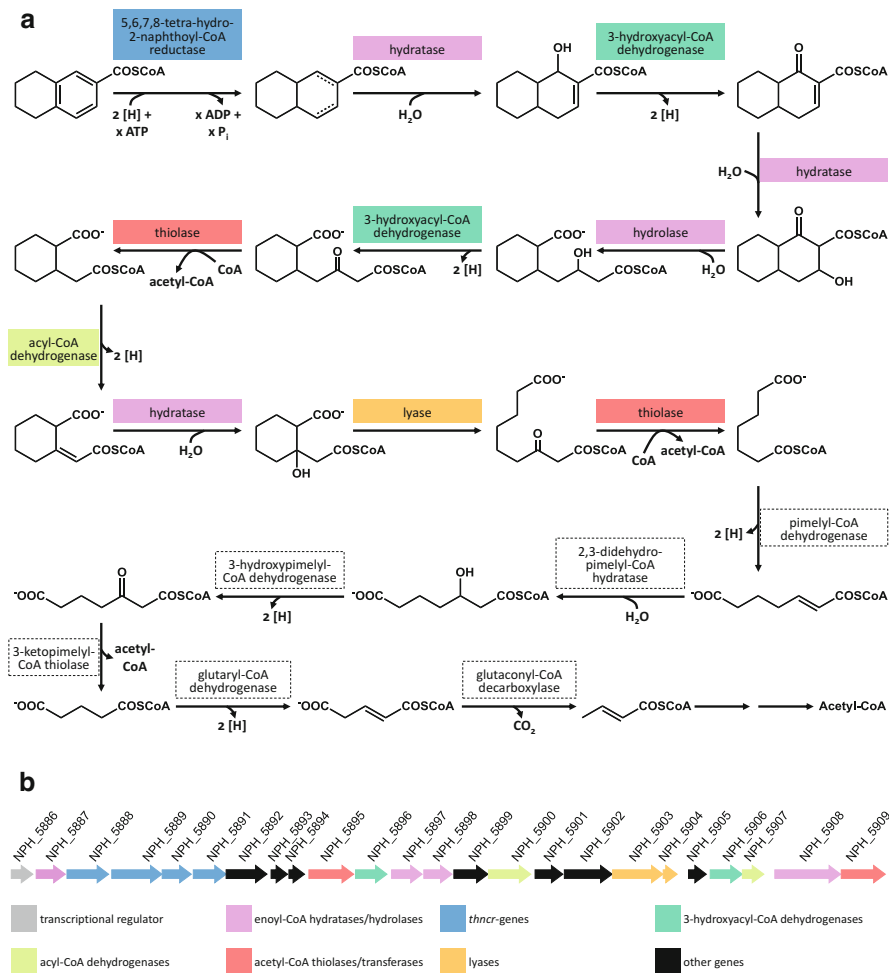 a
5,6,7,8-tetra-hydro-
2-naphthoyl-CoA
reductase
hydratase
3-hydroxyacyl-CoA
dehydrogenase
COSCoA
2 [H] +
x ATP
x ADP +
x Pi
COSCoA
H₂O
OH
COSCoA
2 [H]
O
COSCoA
H₂O
hydratase
thiolase
3-hydroxyacyl-CoA
dehydrogenase
hydrolase
COO⁻
COSCoA
CoA
acetyl-CoA
COO⁻
O
COSCoA
2 [H]
COO⁻
OH
COSCoA
H₂O
O
COSCoA
OH
acyl-CoA
dehydrogenase
2 [H]
hydratase
lyase
thiolase
COO⁻
COSCoA
H₂O
COO⁻
COSCoA
OH
COO⁻
O
COSCoA
CoA
acetyl-CoA
COO⁻
COSCoA
2 [H]
pimelyl-CoA
dehydrogenase
3-hydroxypimelyl-
CoA dehydrogenase
2,3-didehydro-
pimelyl-CoA
hydratase
⁻OOC
O
COSCoA
2 [H]
⁻OOC
OH
COSCoA
H₂O
⁻OOC
COSCoA
3-ketopimelyl-
CoA thiolase
acetyl-
CoA
glutaryl-CoA
dehydrogenase
glutaconyl-CoA
decarboxylase
⁻OOC
COSCoA
2 [H]
⁻OOC
COSCoA
CO₂
COSCoA
Acetyl-CoA
b
NPH_5886
NPH_5887
NPH_5888
NPH_5889
NPH_5890
NPH_5891
NPH_5892
NPH_5893
NPH_5894
NPH_5895
NPH_5896
NPH_5897
NPH_5898
NPH_5899
NPH_5900
NPH_5901
NPH_5902
NPH_5903
NPH_5904
NPH_5905
NPH_5906
NPH_5907
NPH_5908
NPH_5909
transcriptional regulator
enoyl-CoA hydratases/hydrolases
thncr-genes
3-hydroxyacyl-CoA dehydrogenases
acyl-CoA dehydrogenases
acetyl-CoA thiolases/transferases
lyases
other genes